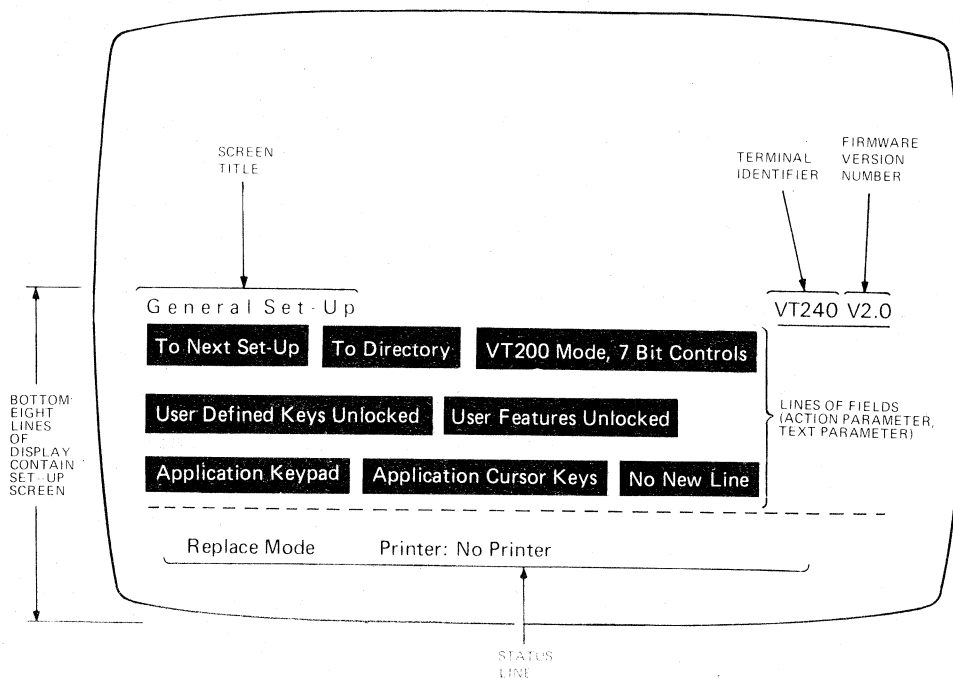 SCREEN
TITLE
TERMINAL
IDENTIFIER
FIRMWARE
VERSION
NUMBER
General Set-Up
VT240 V2.0
To Next Set-Up To Directory VT200 Mode, 7 Bit Controls
User Defined Keys Unlocked User Features Unlocked
Application Keypad Application Cursor Keys No New Line
BOTTOM
EIGHT
LINES
OF
DISPLAY
CONTAIN
SET-UP
SCREEN
LINES OF FIELDS
(ACTION PARAMETER,
TEXT PARAMETER)
Replace Mode Printer: No Printer
STATUS
LINE